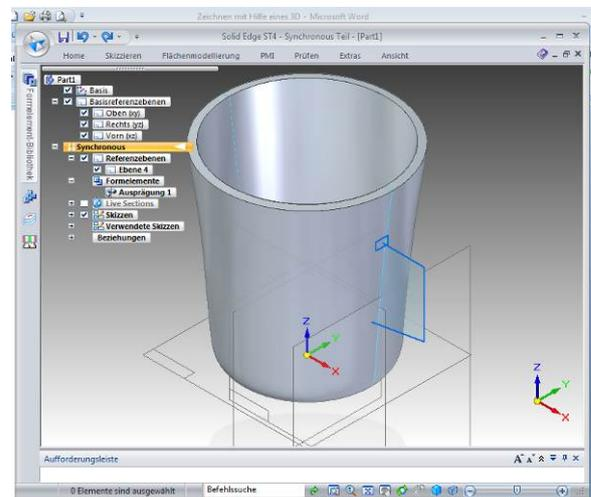 Zeichnen mit Hilfe eines 3D - Microsoft Word
Solid Edge ST4 - Synchronous Teil - [Part1]
Home Skizzieren Flächenmodellierung PMI Prüfen Extras Ansicht
Formelement-Bibliothek
Part1
Basis
Basisreferenzebenen
Oben (xy)
Rechts (yz)
Vorn (xz)
Synchronous
Referenzebenen
Ebene 4
Formelemente
Ausprägung 1
Live Sections
Skizzen
Verwendete Skizzen
Beziehungen
Z
Y
X
Z
Y
X
Aufforderungsleiste
0 Elemente sind ausgewählt Befehlssuche